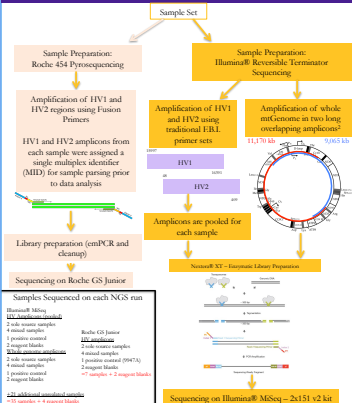 Sample Set
Sample Preparation:
Roche 454 Pyrosequencing
Sample Preparation:
Illumina® Reversible Terminator
Sequencing
Amplification of HV1 and
HV2 regions using Fusion
Primers
HV1 and HV2 amplicons from
each sample were assigned a
single multiplex identifier
(MID) for sample parsing prior
to data analysis
Amplification of HV1
and HV2 using
traditional F.B.I.
primer sets
Amplification of whole
mtGenome in two long
overlapping amplicons²
11,170 kb
9,065 kb
HV1
HV2
Amplicons are pooled for
each sample
Library preparation (emPCR and
cleanup)
Sequencing on Roche GS Junior
Nextera® XT – Enzymatic Library Preparation
Samples Sequenced on each NGS run
Illumina® MiSeq
HV Amplicons (pooled)
2 sole source samples
4 mixed samples
1 positive control
2 reagent blanks
Whole genome amplicons
2 sole source samples
4 mixed samples
1 positive control
2 reagent blanks
+21 additional unrelated samples
=35 samples + 4 reagent blanks
Roche GS Junior
HV amplicons
2 sole source samples
4 mixed samples
1 positive control (9947A)
2 reagent blanks
=7 samples + 2 reagent blanks
Sequencing on Illumina® MiSeq – 2x151 v2 kit